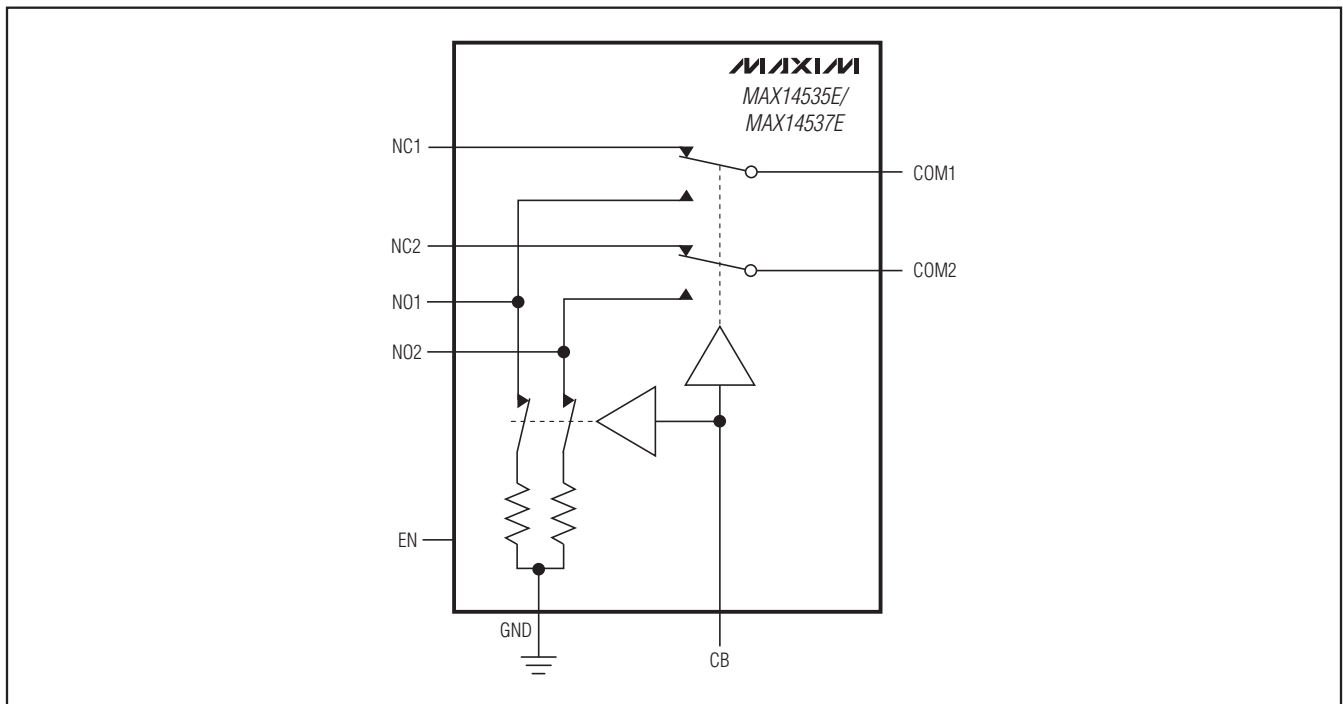 MAXIM
MAX14535E/
MAX14537E
NC1
COM1
NC2
COM2
NO1
NO2
EN
GND
CB